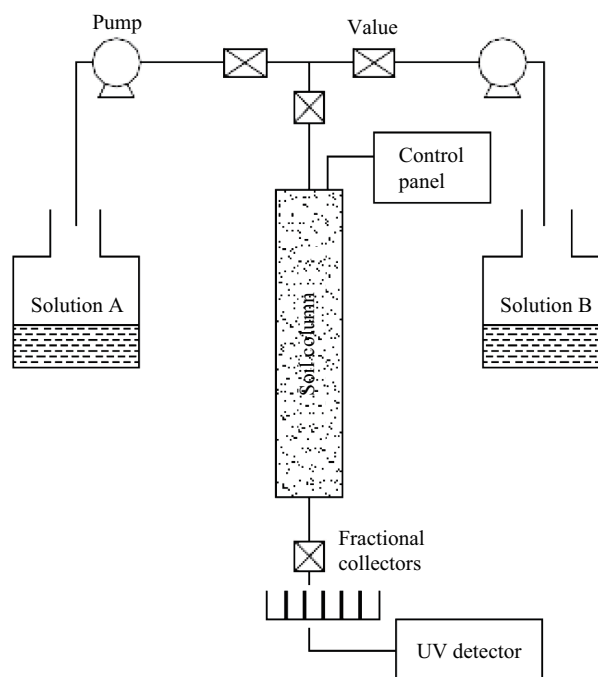 Pump
Value
Control
panel
Solution A
Solution B
Soil column
Fractional
collectors
UV detector